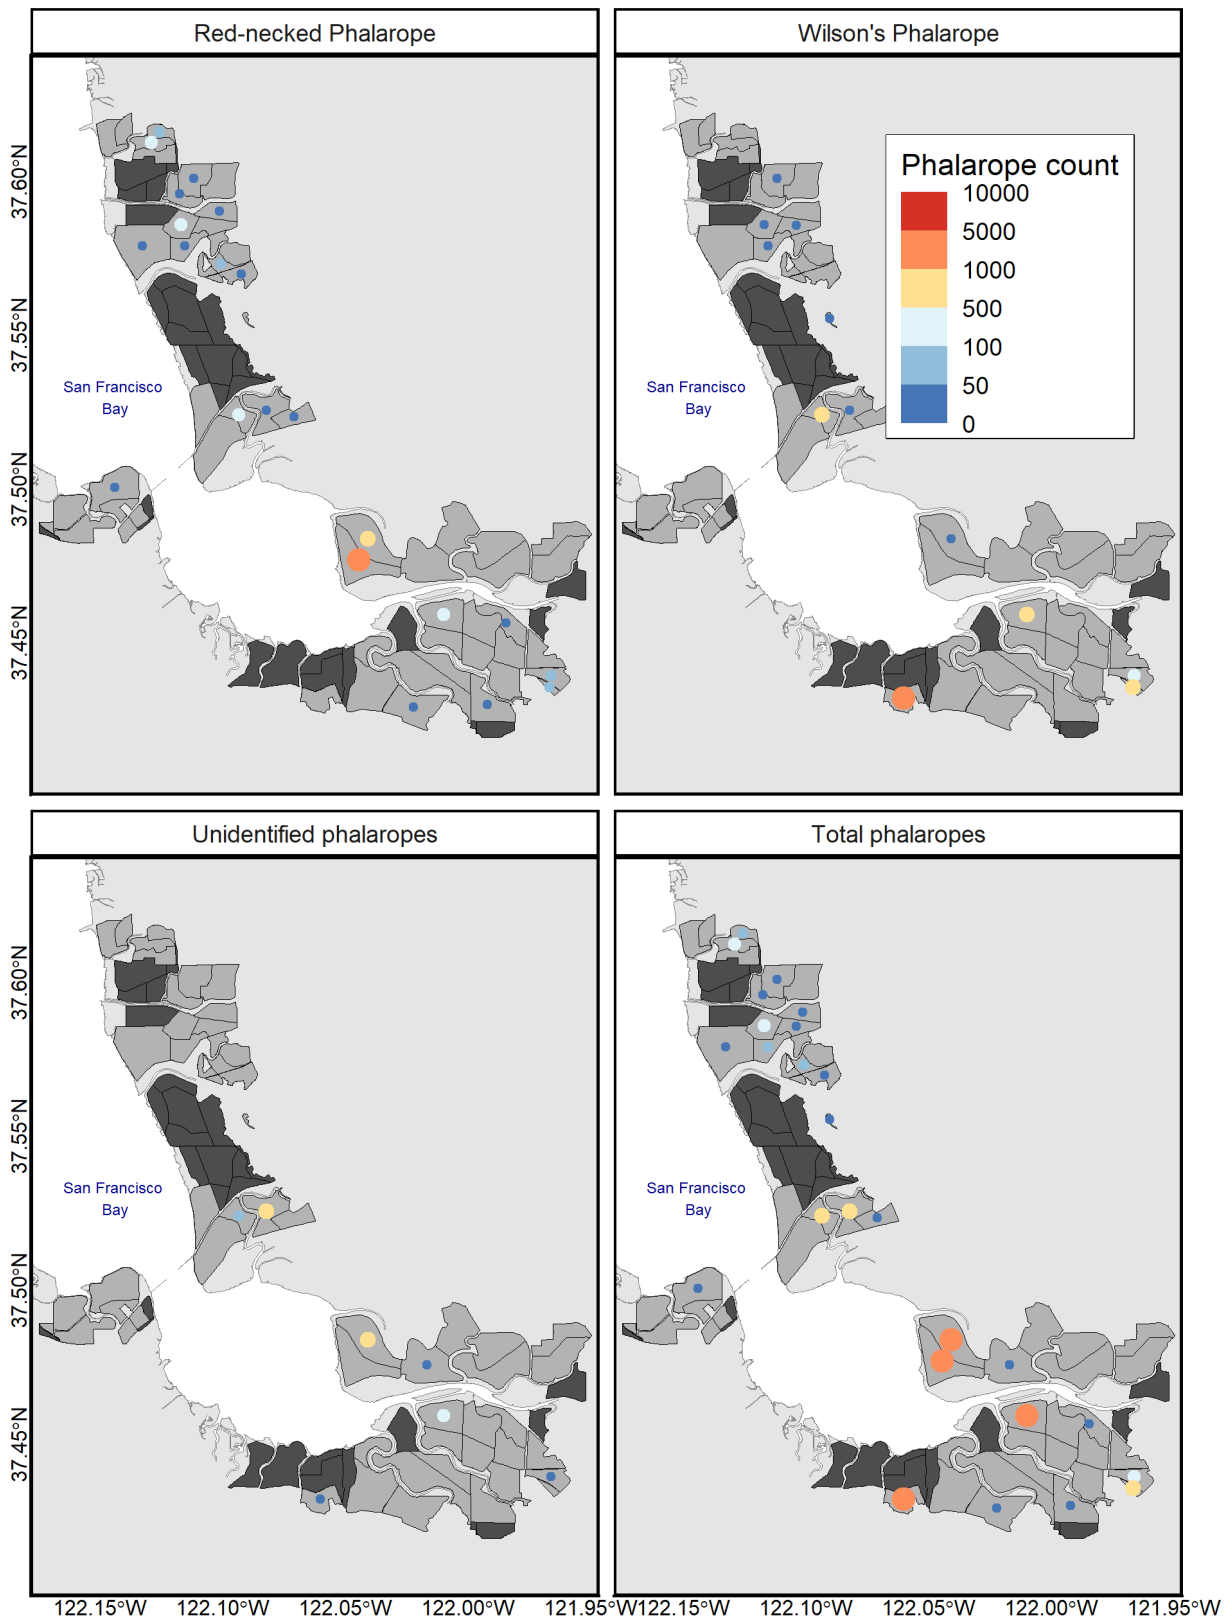 Red-necked Phalarope
Wilson's Phalarope
Phalarope count
10000
5000
1000
500
100
50
0
37.60°N
37.55°N
37.50°N
37.45°N
San Francisco
Bay
San Francisco
Bay
Unidentified phalaropes
Total phalaropes
37.60°N
37.55°N
37.50°N
37.45°N
San Francisco
Bay
San Francisco
Bay
122.15°W 122.10°W 122.05°W 122.00°W 121.95°W 122.15°W 122.10°W 122.05°W 122.00°W 121.95°W